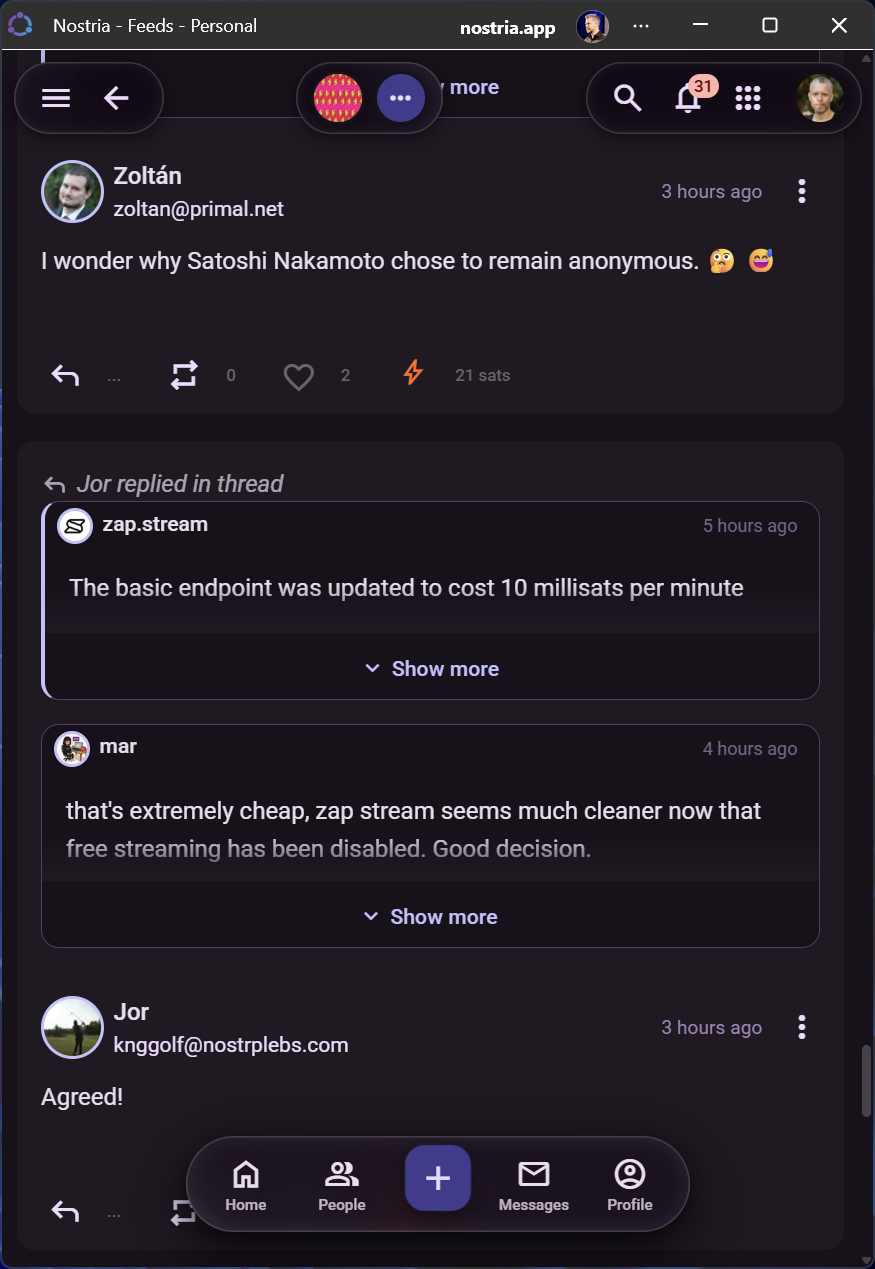 Nostria - Feeds - Personal
nostria.app
more
31
Zoltán
zoltan@primal.net
3 hours ago
I wonder why Satoshi Nakamoto chose to remain anonymous. 🤔 😅
...
0
2
21 sats
Jor replied in thread
zap.stream
5 hours ago
The basic endpoint was updated to cost 10 millisats per minute
Show more
mar
4 hours ago
that's extremely cheap, zap stream seems much cleaner now that
free streaming has been disabled. Good decision.
Show more
Jor
knggolf@nostrplebs.com
3 hours ago
Agreed!
...
Home
People
Messages
Profile